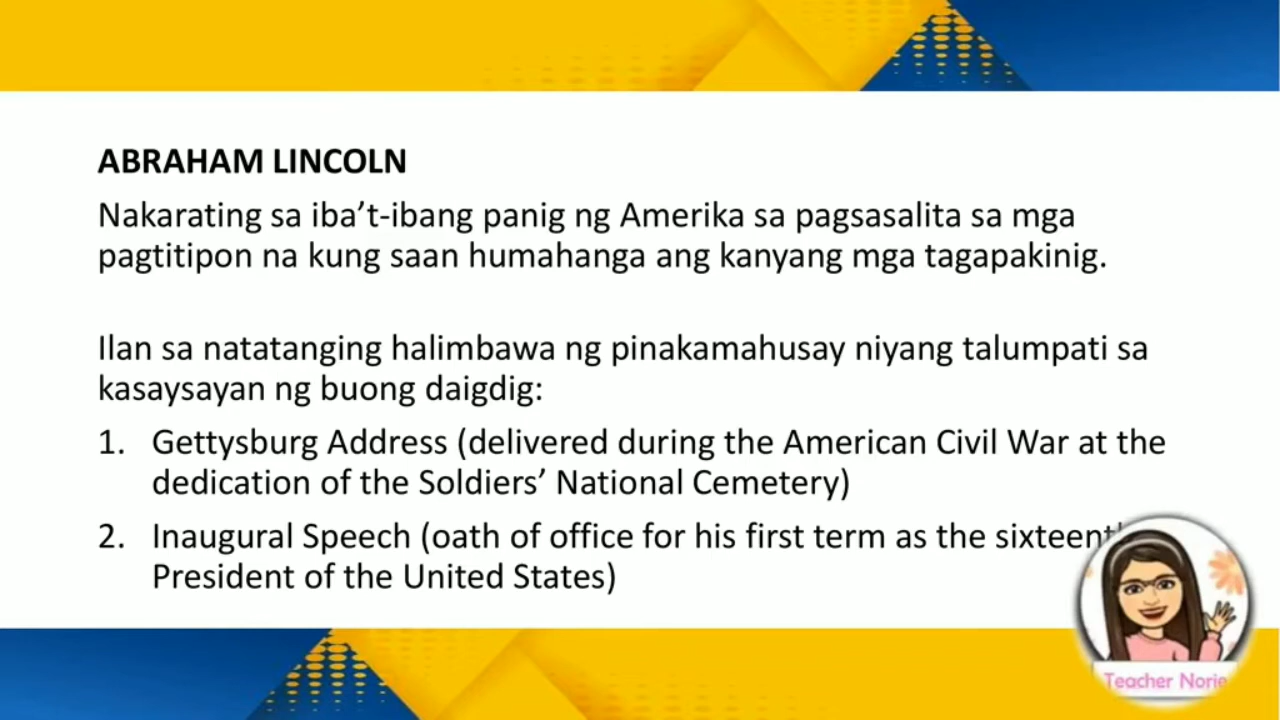 ABRAHAM LINCOLN
Nakarating sa iba’t-ibang panig ng Amerika sa pagsasalita sa mga
pagtitipon na kung saan humahanga ang kanyang mga tagapakinig.
Ilan sa natatanging halimbawa ng pinakamahusay niyang talumpati sa
kasaysayan ng buong daigdig:
1. Gettysburg Address (delivered during the American Civil War at the
dedication of the Soldiers’ National Cemetery)
2. Inaugural Speech (oath of office for his first term as the sixteenth
President of the United States)
Teacher Norie